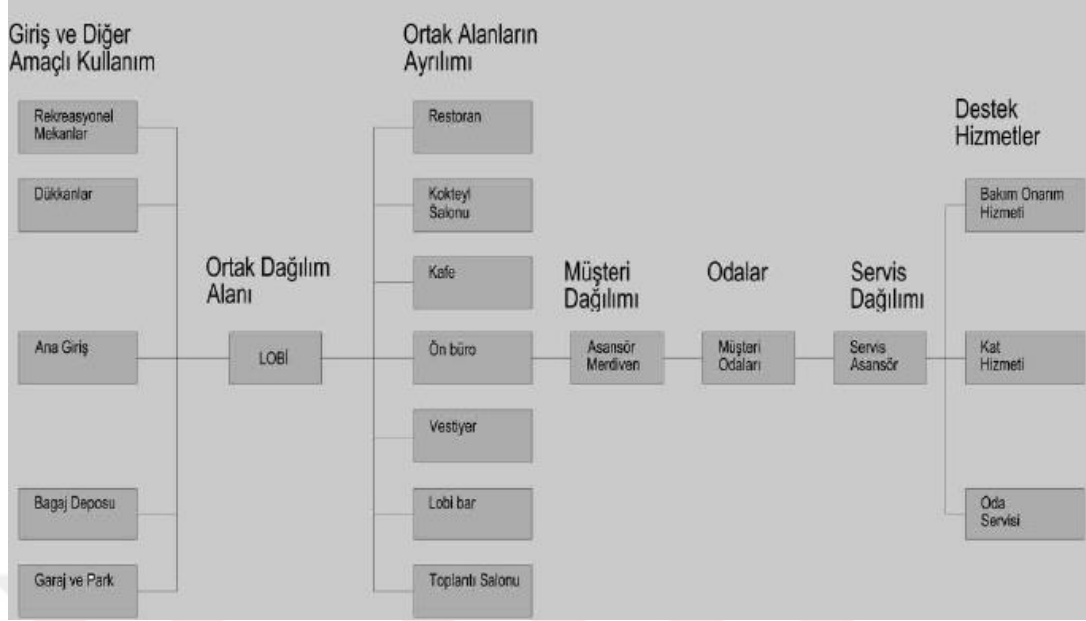 Giriş ve Diğer
Amaçlı Kullanım
Rekreasyonel
Mekanlar
Dükkanlar
Ana Giriş
Bagaj Deposu
Garaj ve Park
Ortak Dağılım
Alanı
LOBİ
Ortak Alanların
Ayrılımı
Restoran
Kokteyl
Salonu
Kafe
Ön büro
Vestiyer
Lobi bar
Toplantı Salonu
Müşteri
Dağılımı
Asansör
Merdiven
Odalar
Müşteri
Odaları
Servis
Dağılımı
Servis
Asansör
Destek
Hizmetler
Bakım Onarım
Hizmeti
Kat
Hizmeti
Oda
Servisi